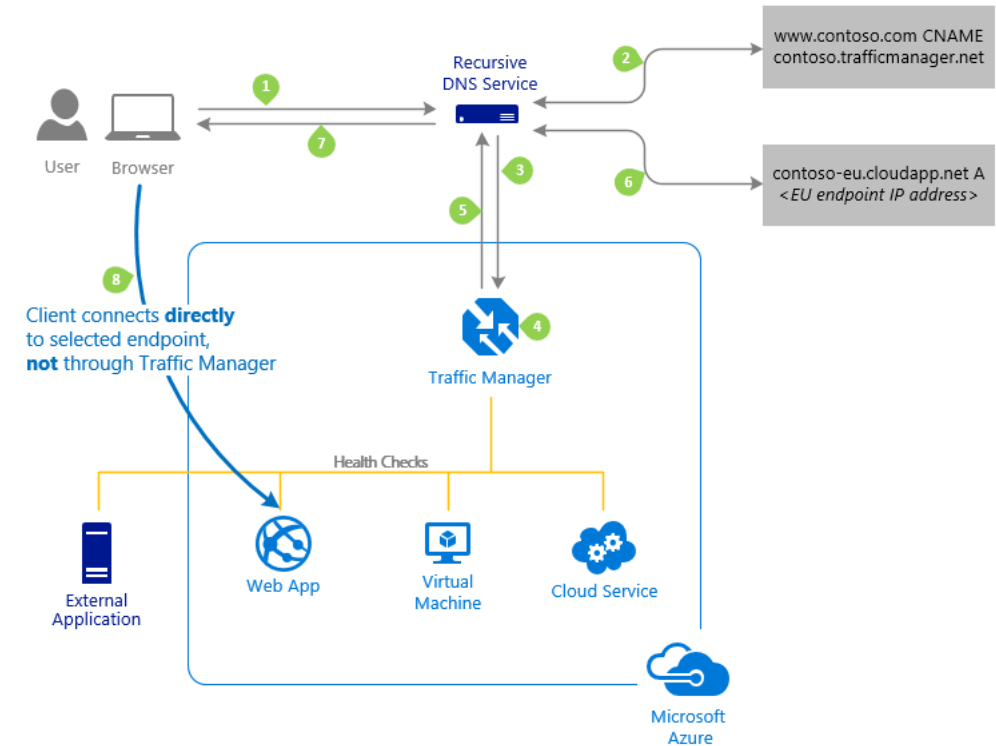 www.contoso.com CNAME
contoso.trafficmanager.net
2
Recursive
DNS Service
1
7
User
Browser
3
6
contoso-eu.cloudapp.net A
<EU endpoint IP address>
5
8
Client connects directly
to selected endpoint,
not through Traffic Manager
4
Traffic Manager
Health Checks
External
Application
Web App
Virtual
Machine
Cloud Service
Microsoft
Azure